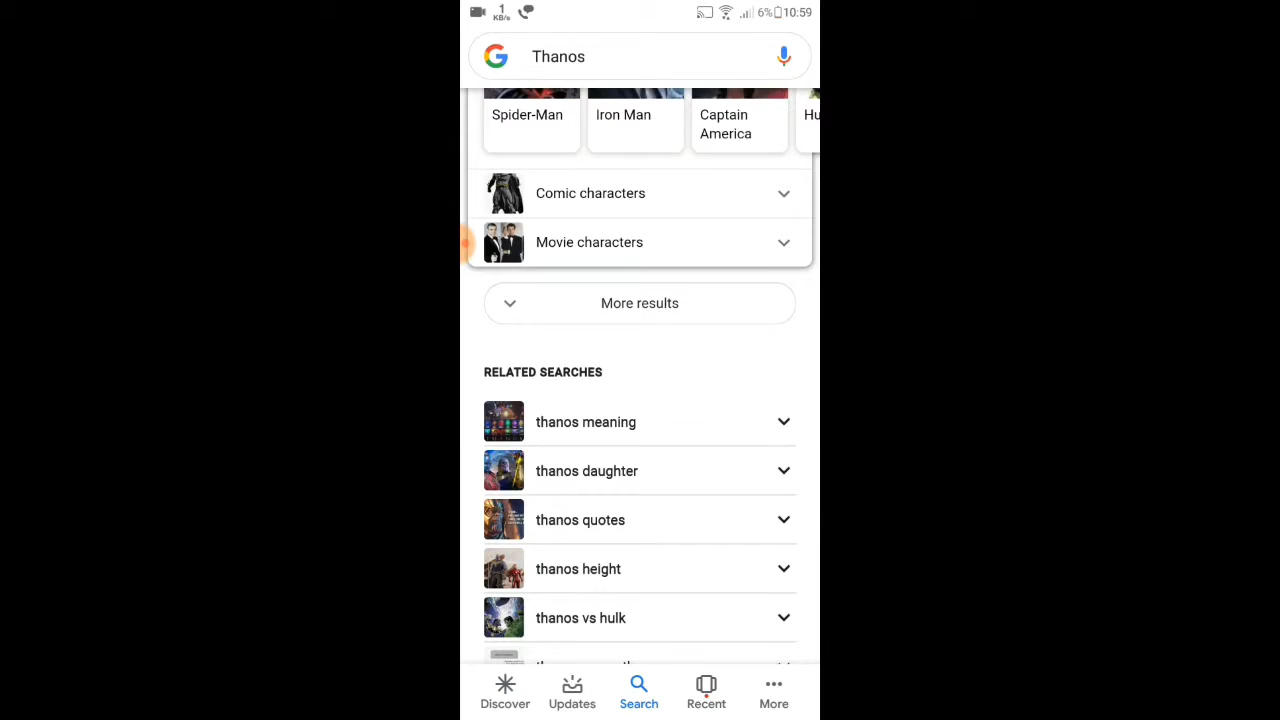 1
KB/s
6% 10:59
Thanos
Spider-Man
Iron Man
Captain
America
Hu
Comic characters
Movie characters
More results
RELATED SEARCHES
thanos meaning
thanos daughter
thanos quotes
thanos height
thanos vs hulk
Discover
Updates
Search
Recent
More